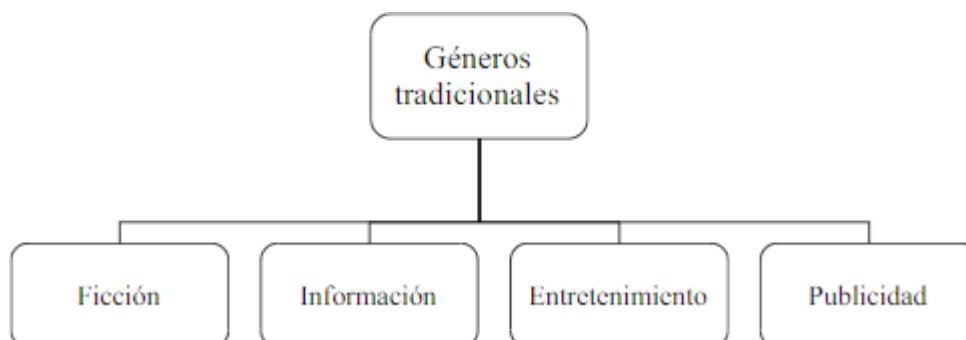 Géneros
tradicionales
Ficción
Información
Entretenimiento
Publicidad